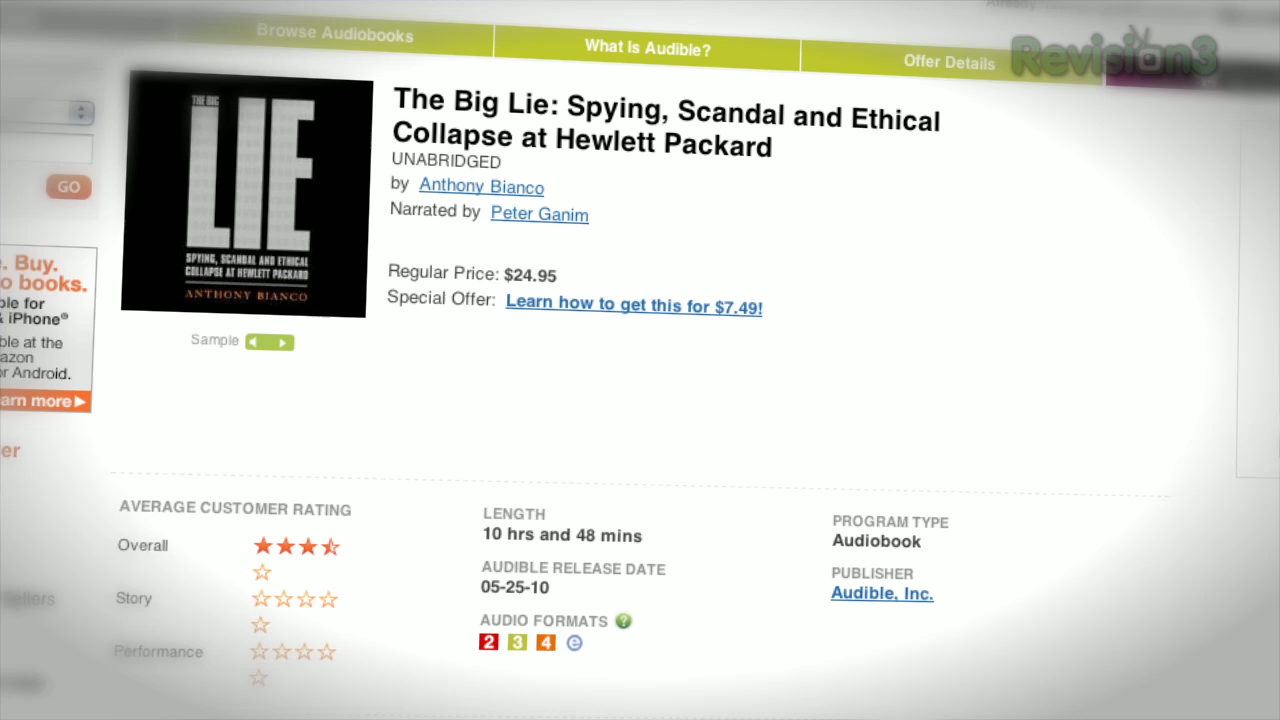 Browse Audiobooks
What Is Audible?
Offer Details
Revision3
THE BIG
LIE
SPYING, SCANDAL AND ETHICAL
COLLAPSE AT HEWLETT PACKARD
ANTHONY BIANCO
The Big Lie: Spying, Scandal and Ethical
Collapse at Hewlett Packard
UNABRIDGED
by Anthony Bianco
Narrated by Peter Ganim
Regular Price: $24.95
Special Offer: Learn how to get this for $7.49!
Sample
GO
. Buy.
books.
for
iPhone®
at the
or Android.
more
AVERAGE CUSTOMER RATING
Overall
Story
Performance
LENGTH
10 hrs and 48 mins
AUDIBLE RELEASE DATE
05-25-10
AUDIO FORMATS ?
2 3 4 e
PROGRAM TYPE
Audiobook
PUBLISHER
Audible, Inc.